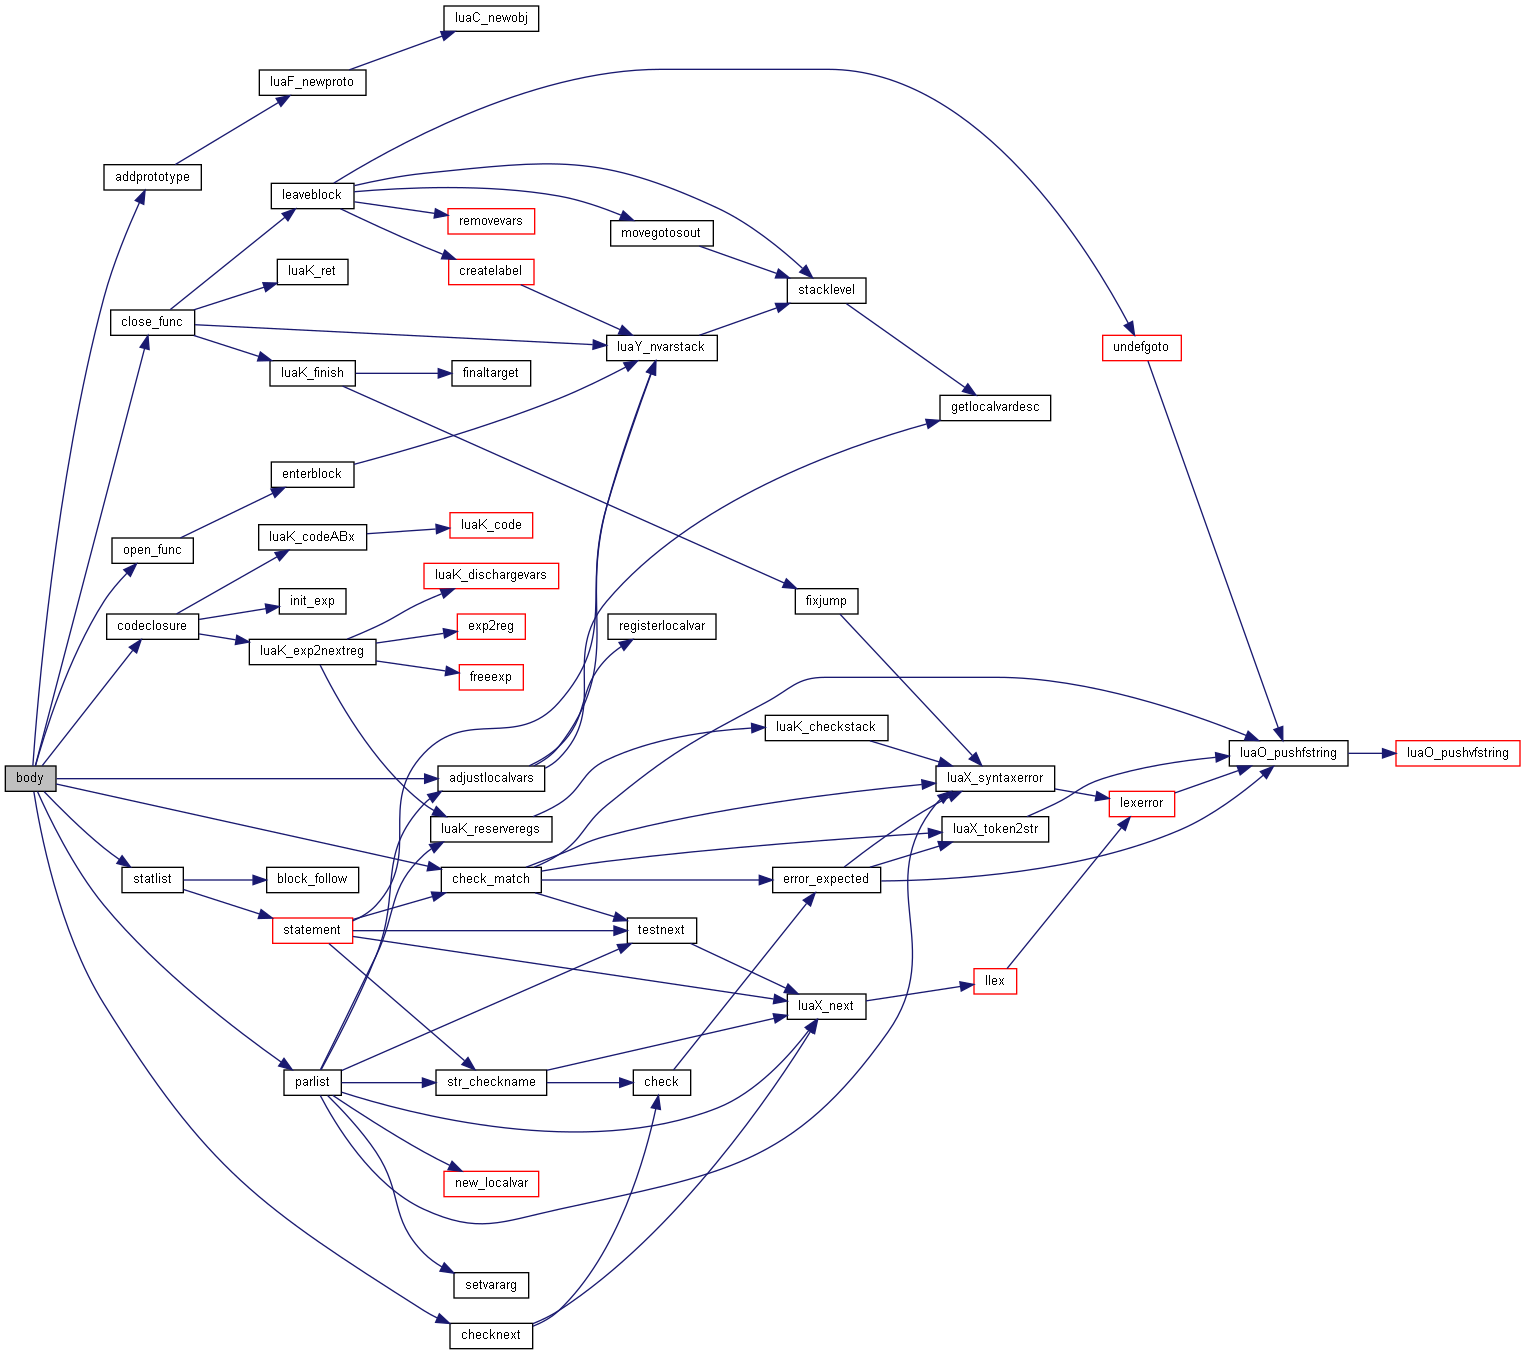 luaC_newobj
luaF_newproto
addprototype
leaveblock
removevars
movegotosout
luaK_ret
createlabel
stacklevel
close_func
luaY_nvarstack
undefgoto
luaK_finish
finaltarget
getlocalvardesc
enterblock
luaK_code
luaK_codeABx
open_func
luaK_dischargevars
init_exp
fixjump
codeclosure
exp2reg
registerlocalvar
luaK_exp2nextreg
freeexp
luaK_checkstack
luaO_pushfstring
luaO_pushvfstring
body
adjustlocalvars
luaX_syntaxerror
lexerror
luaK_reserveregs
luaX_token2str
statlist
block_follow
check_match
error_expected
statement
testnext
llex
luaX_next
parlist
str_checkname
check
new_localvar
setvararg
checknext